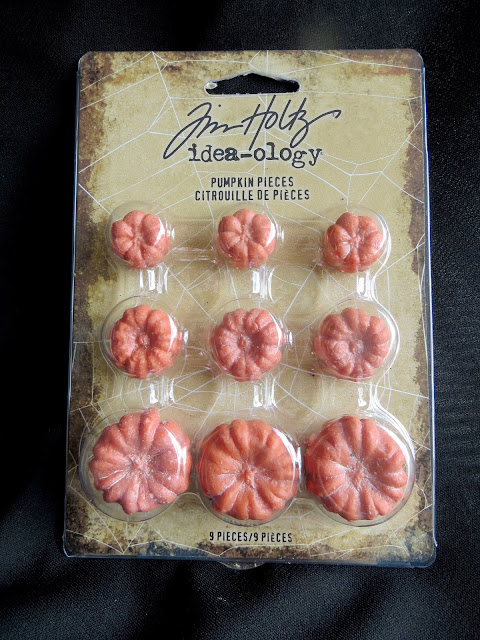 Tim Holtz
idea-ology
PUMPKIN PIECES
CITROUILLE DE PIÈCES
9 PIECES/9 PIÈCES